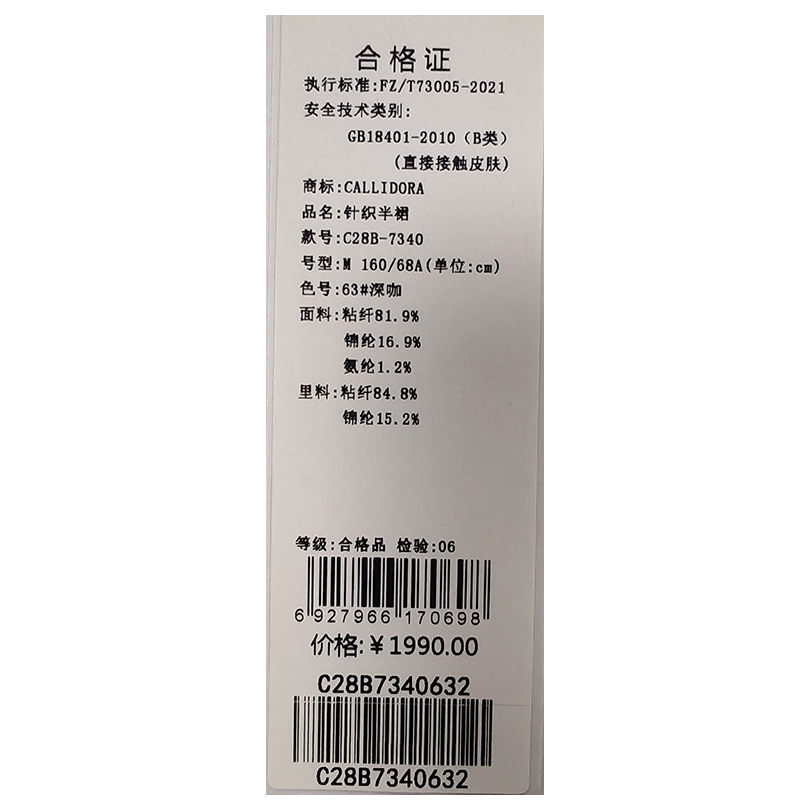 合格证
执行标准:FZ/T73005-2021
安全技术类别:
GB18401-2010（B类）
(直接接触皮肤)
商标:CALLIDORA
品名:针织半裙
款号:C28B-7340
号型:M 160/68A(单位:cm)
色号:63#深咖
面料:粘纤81.9%
锦纶16.9%
氨纶1.2%
里料:粘纤84.8%
锦纶15.2%
等级:合格品 检验:06
6 927966 170698
价格:￥1990.00
C28B7340632
C28B7340632